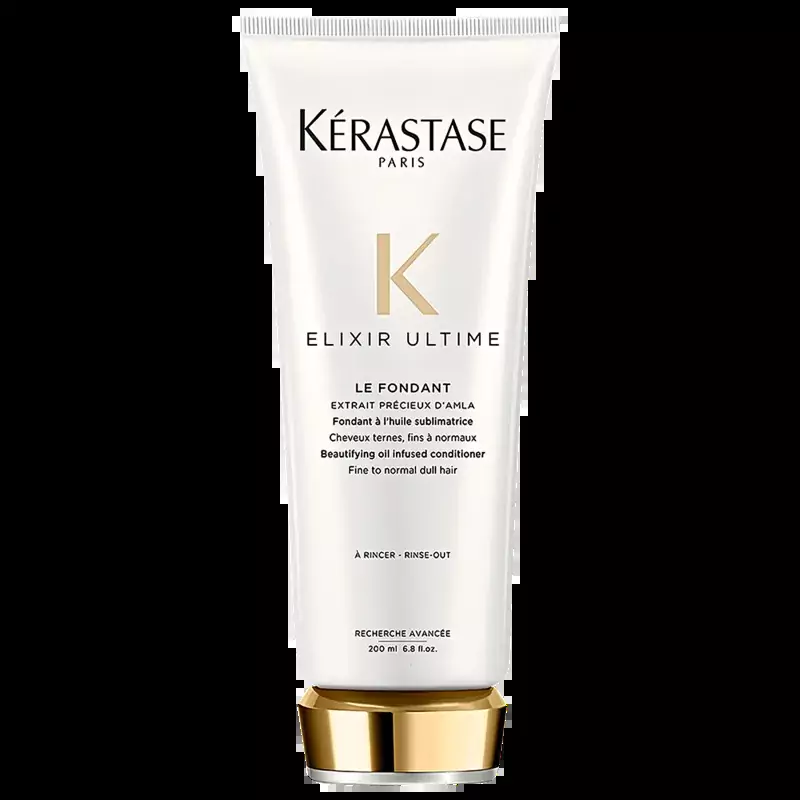 KÉRASTASE
PARIS
K
ELIXIR ULTIME
LE FONDANT
EXTRAIT PRÉCIEUX D'AMLA
Fondant à l'huile sublimatrice
Cheveux ternes, fins à normaux
Beautifying oil infused conditioner
Fine to normal dull hair
À RINCER - RINSE-OUT
RECHERCHE AVANCÉE
200 ml 6.8 fl.oz.